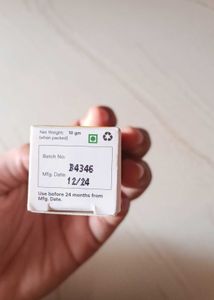 Net Weight: 10 gm
(when packed)
Batch No:
B4346
Mfg. Date:
12/24
Use before 24 months from
Mfg. Date.